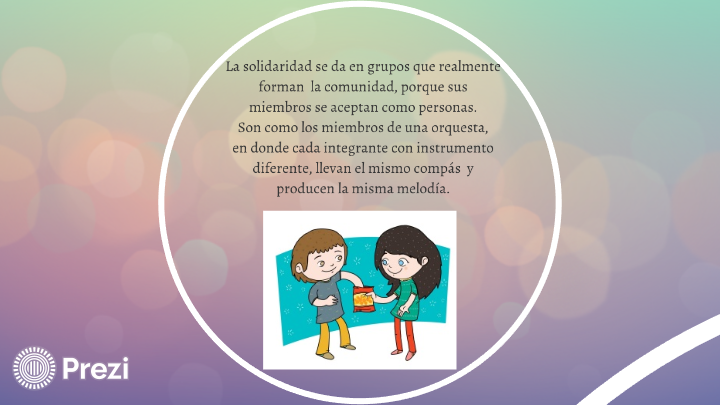 La solidaridad se da en grupos que realmente
forman la comunidad, porque sus
miembros se aceptan como personas.
Son como los miembros de una orquesta,
en donde cada integrante con instrumento
diferente, llevan el mismo compás y
producen la misma melodía.
Prezi